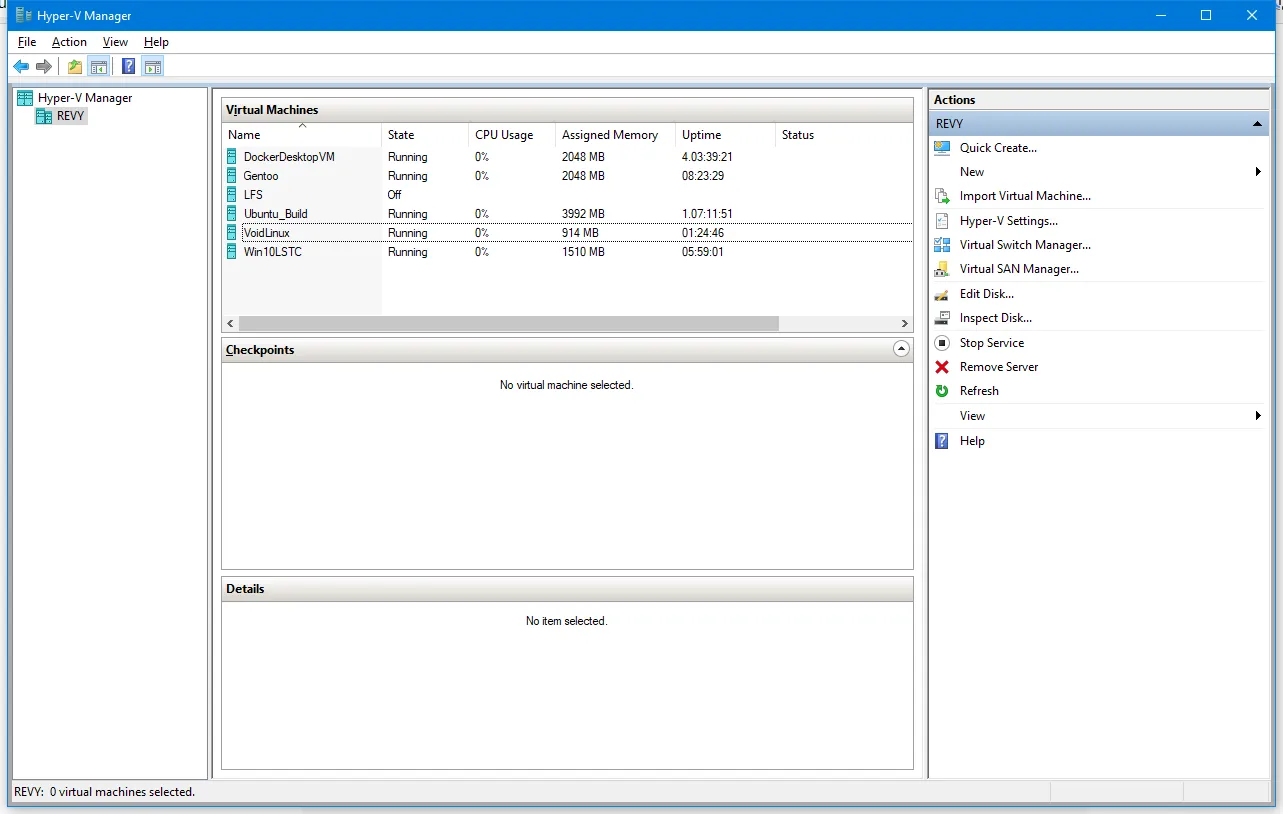 Hyper-V Manager
File Action View Help
Hyper-V Manager
REVY
Virtual Machines
Name State CPU Usage Assigned Memory Uptime Status
DockerDesktopVM Running 0% 2048 MB 4.03:39:21
Gentoo Running 0% 2048 MB 08:23:29
LFS Off
Ubuntu_Build Running 0% 3992 MB 1.07:11:51
VoidLinux Running 0% 914 MB 01:24:46
Win10LSTC Running 0% 1510 MB 05:59:01
Checkpoints
No virtual machine selected.
Details
No item selected.
Actions
REVY
Quick Create...
New
Import Virtual Machine...
Hyper-V Settings...
Virtual Switch Manager...
Virtual SAN Manager...
Edit Disk...
Inspect Disk...
Stop Service
Remove Server
Refresh
View
Help
REVY: 0 virtual machines selected.